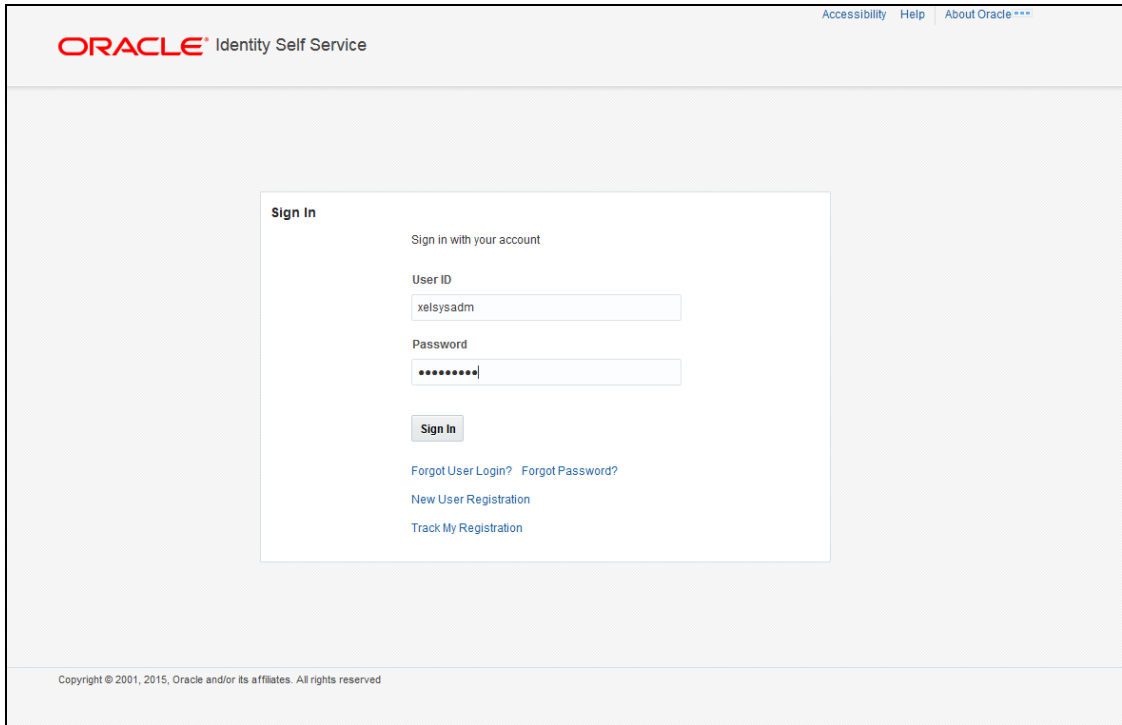 Accessibility Help About Oracle
ORACLE® Identity Self Service
Sign In
Sign in with your account
User ID
xelsysadm
Password
•••••••••
Sign In
Forgot User Login? Forgot Password?
New User Registration
Track My Registration
Copyright © 2001, 2015, Oracle and/or its affiliates. All rights reserved